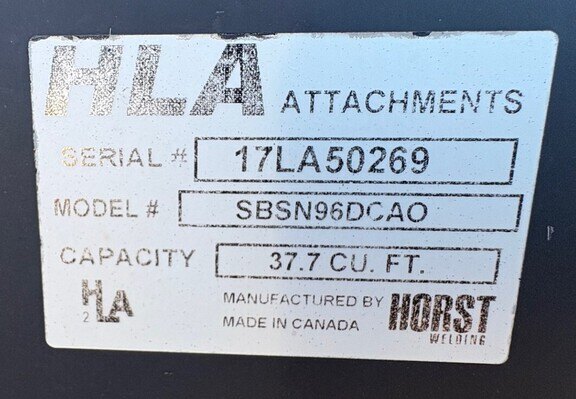 HLA ATTACHMENTS
SERIAL # 17LA50269
MODEL # SBSN96DCAO
CAPACITY 37.7 CU. FT.
HLA
2
MANUFACTURED BY HORST
WELDING
MADE IN CANADA